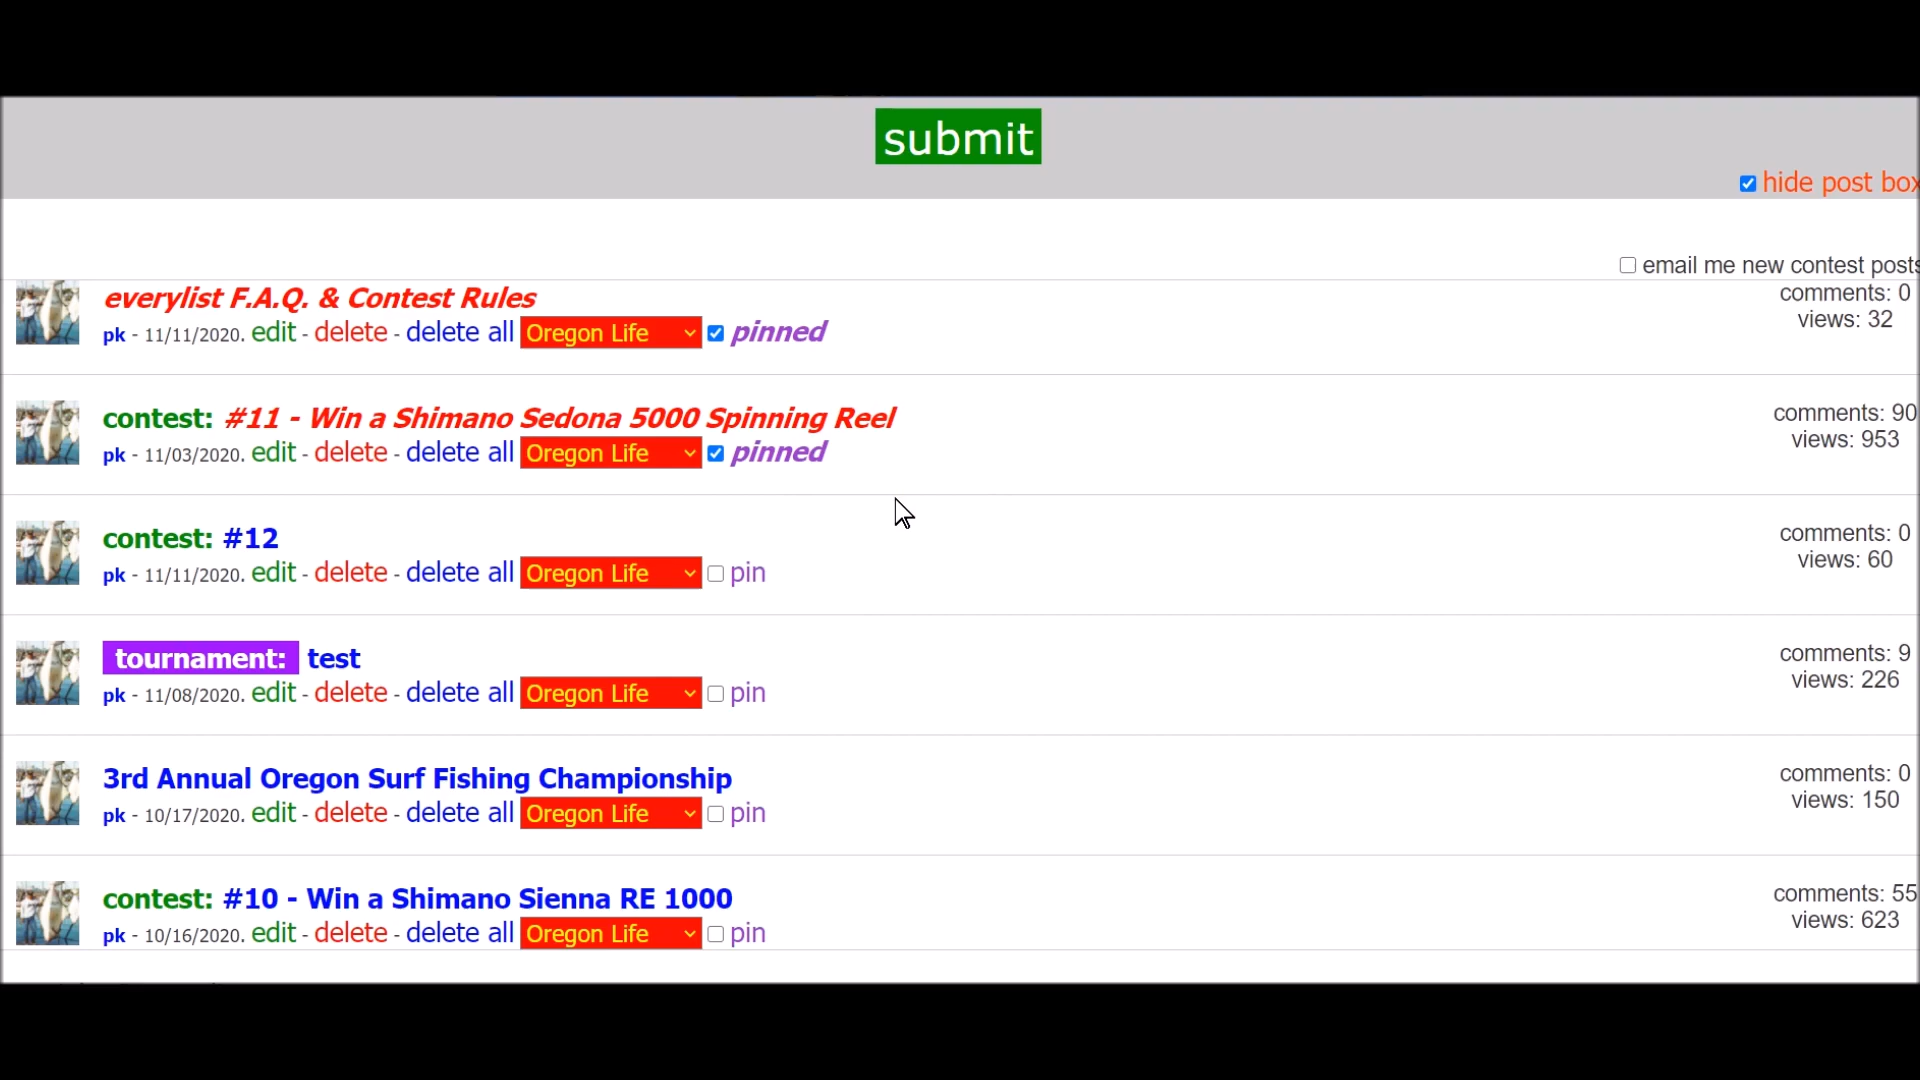 submit
hide post box
email me new contest posts
everylist F.A.Q. & Contest Rules
comments: 0
pk - 11/11/2020. edit - delete - delete all Oregon Life pinned
views: 32
contest: #11 - Win a Shimano Sedona 5000 Spinning Reel
comments: 90
pk - 11/03/2020. edit - delete - delete all Oregon Life pinned
views: 953
contest: #12
comments: 0
pk - 11/11/2020. edit - delete - delete all Oregon Life pin
views: 60
tournament: test
comments: 9
pk - 11/08/2020. edit - delete - delete all Oregon Life pin
views: 226
3rd Annual Oregon Surf Fishing Championship
comments: 0
pk - 10/17/2020. edit - delete - delete all Oregon Life pin
views: 150
contest: #10 - Win a Shimano Sienna RE 1000
comments: 55
pk - 10/16/2020. edit - delete - delete all Oregon Life pin
views: 623